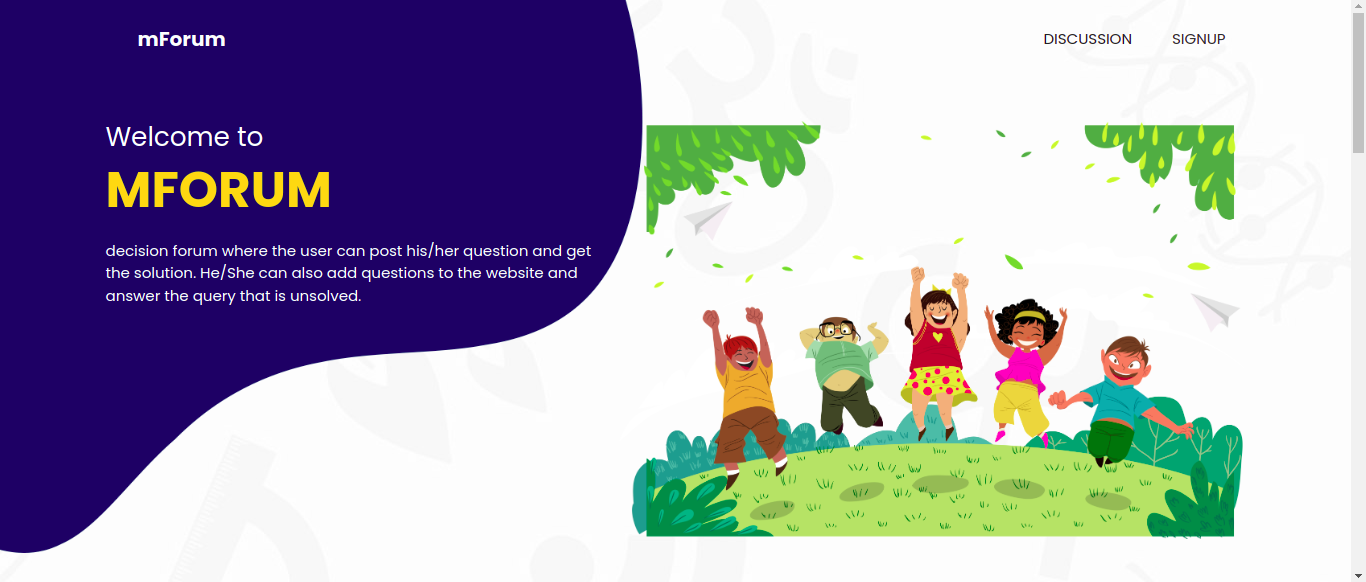 mForum
DISCUSSION
SIGNUP
Welcome to
MFORUM
decision forum where the user can post his/her question and get
the solution. He/She can also add questions to the website and
answer the query that is unsolved.